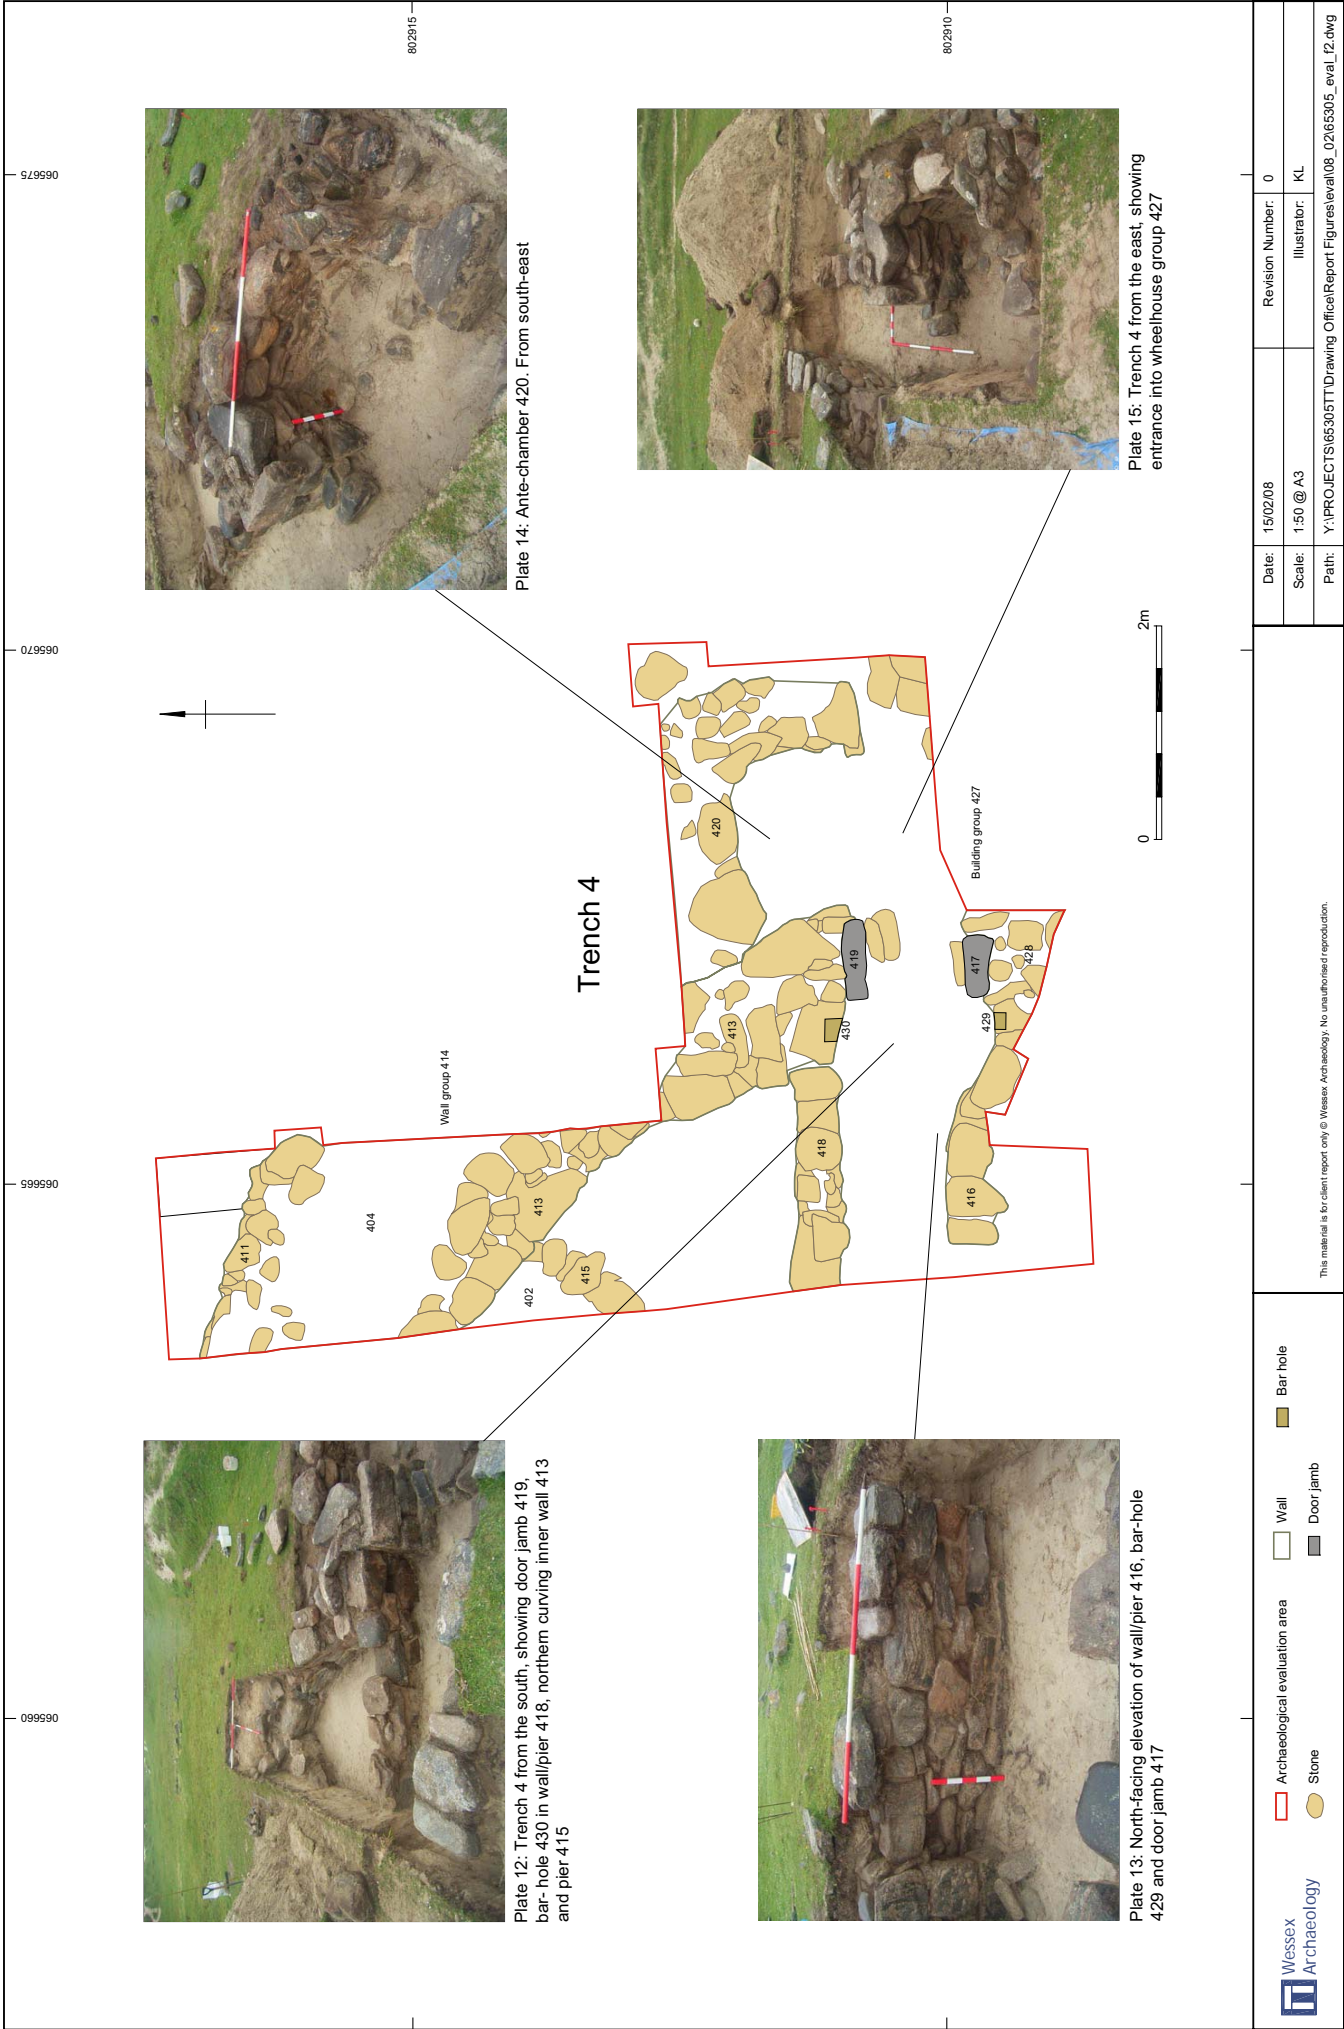 802915
802910
095660
095665
095670
095675
Plate 12: Trench 4 from the south, showing door jamb 419,
bar- hole 430 in wall/pier 418, northern curving inner wall 413
and pier 415
Plate 14: Ante-chamber 420. From south-east
Plate 13: North-facing elevation of wall/pier 416, bar-hole
429 and door jamb 417
Plate 15: Trench 4 from the east, showing
entrance into wheelhouse group 427
Trench 4
Wall group 414
Building group 427
411
404
413
415
402
413
420
430
419
418
416
429
417
428
0
2m
Wessex
Archaeology
Archaeological evaluation area
Stone
Wall
Door jamb
Bar hole
This material is for client report only © Wessex Archaeology. No unauthorised reproduction.
Date: 15/02/08 Revision Number: 0
Scale: 1:50 @ A3 Illustrator: KL
Path: Y:\PROJECTS\65305TT\Drawing Office\Report Figures\eval\08_02\65305_eval_f2.dwg